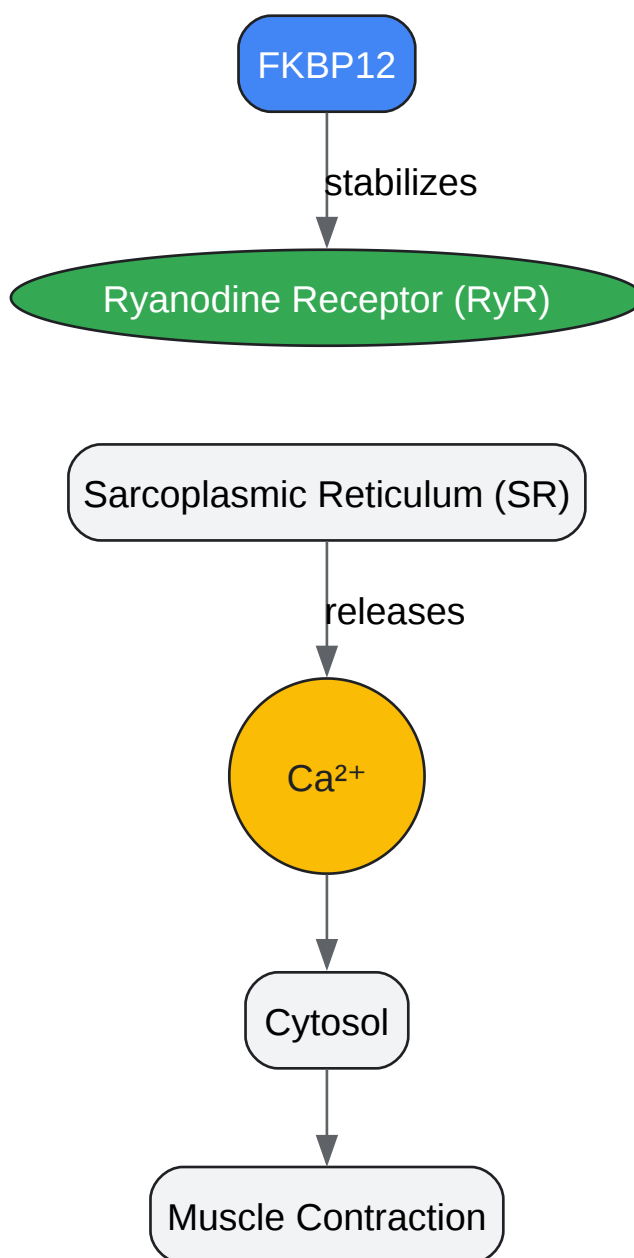 FKBP12
stabilizes
Ryanodine Receptor (RyR)
Sarcoplasmic Reticulum (SR)
releases
Ca²⁺
Cytosol
Muscle Contraction